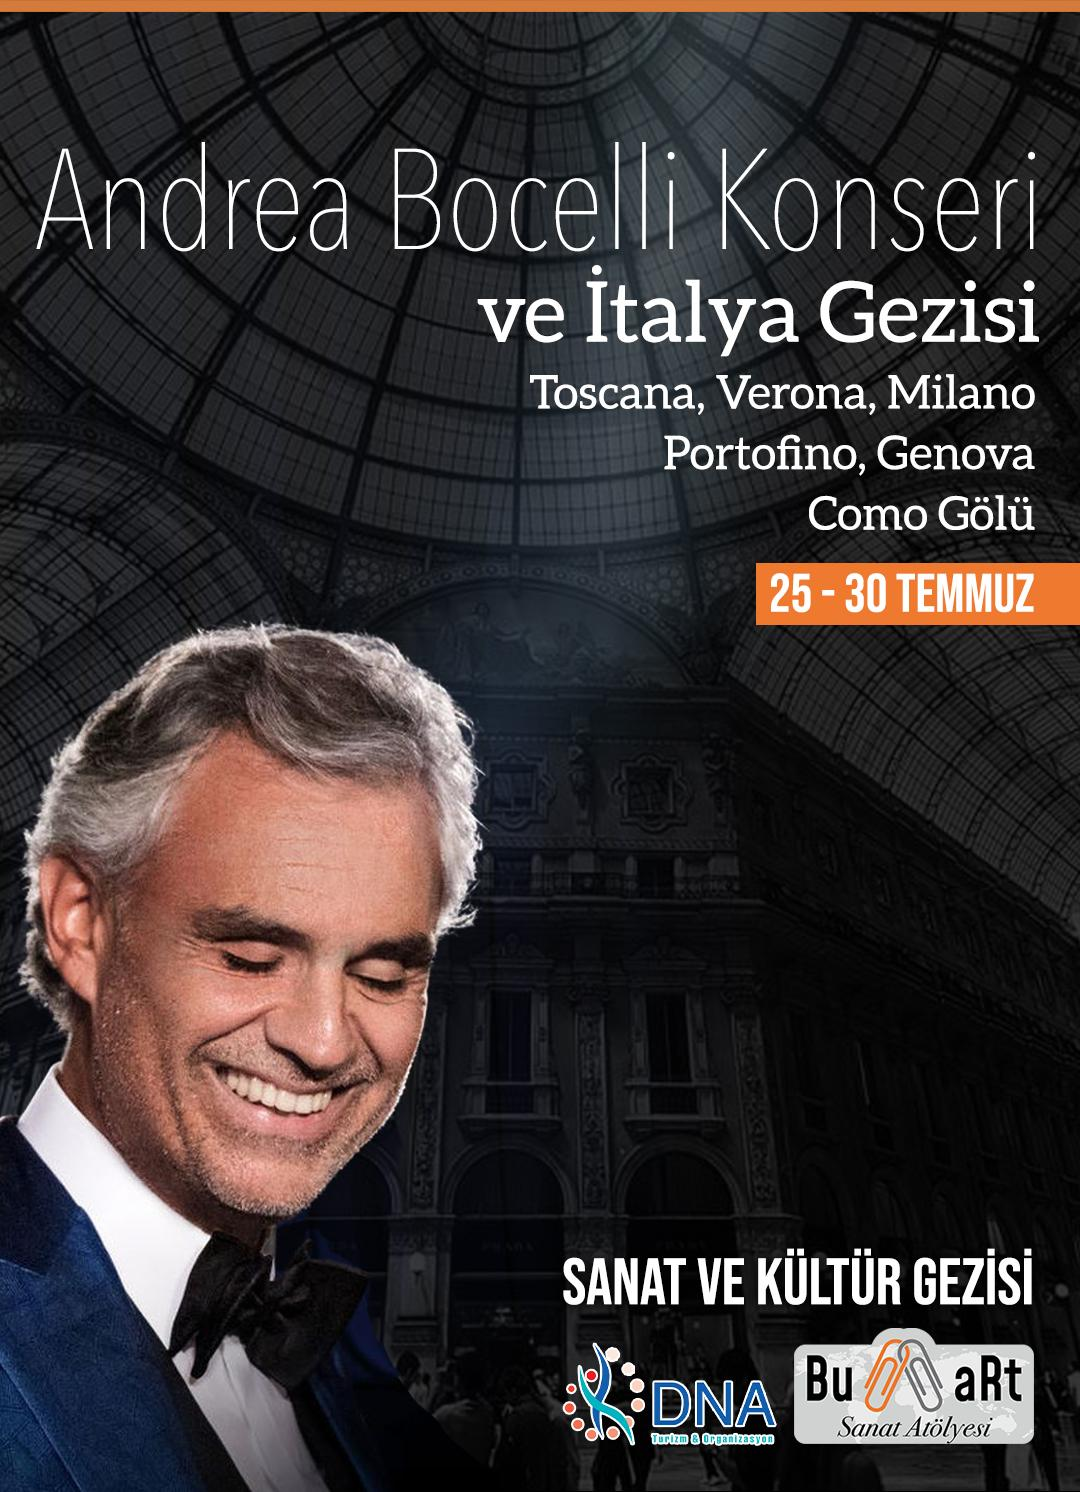 Andrea Bocelli Konseri
ve İtalya Gezisi
Toscana, Verona, Milano
Portofino, Genova
Como Gölü
25 - 30 TEMMUZ
SANAT VE KÜLTÜR GEZİSİ
DNA
Turizm & Organizasyon
Bu aRt
Sanat Atölyesi